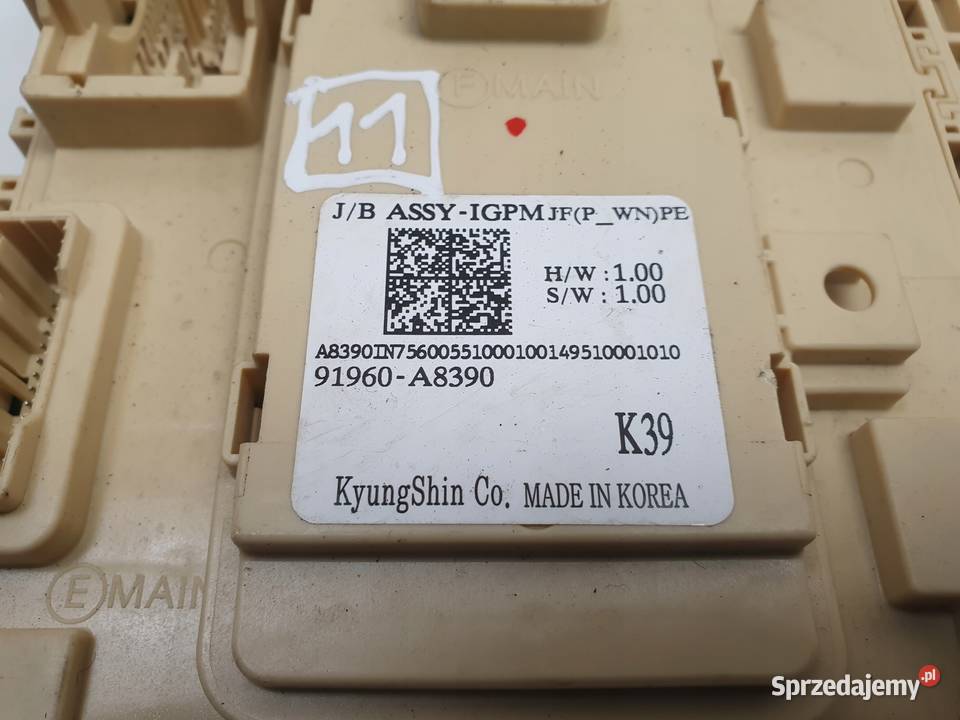 E MAIN
11
J/B ASSY-IGPM JF(P_WN)PE
H/W : 1.00
S/W : 1.00
A8390IN75600551000100149510001010
91960-A8390
K39
KyungShin Co. MADE IN KOREA
E MAIN
Sprzedajemy.pl